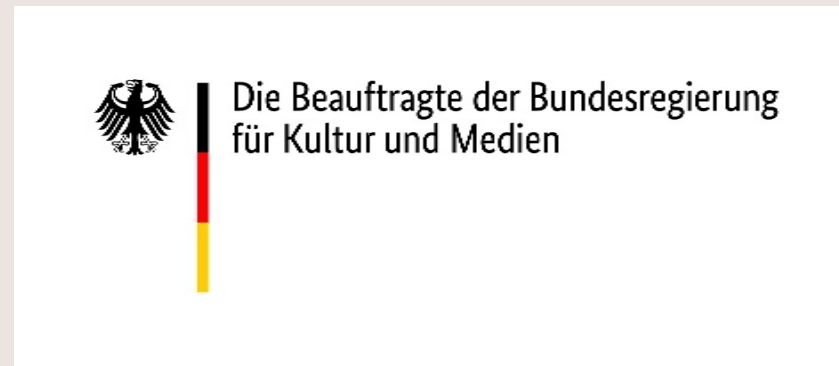 Die Beauftragte der Bundesregierung
für Kultur und Medien